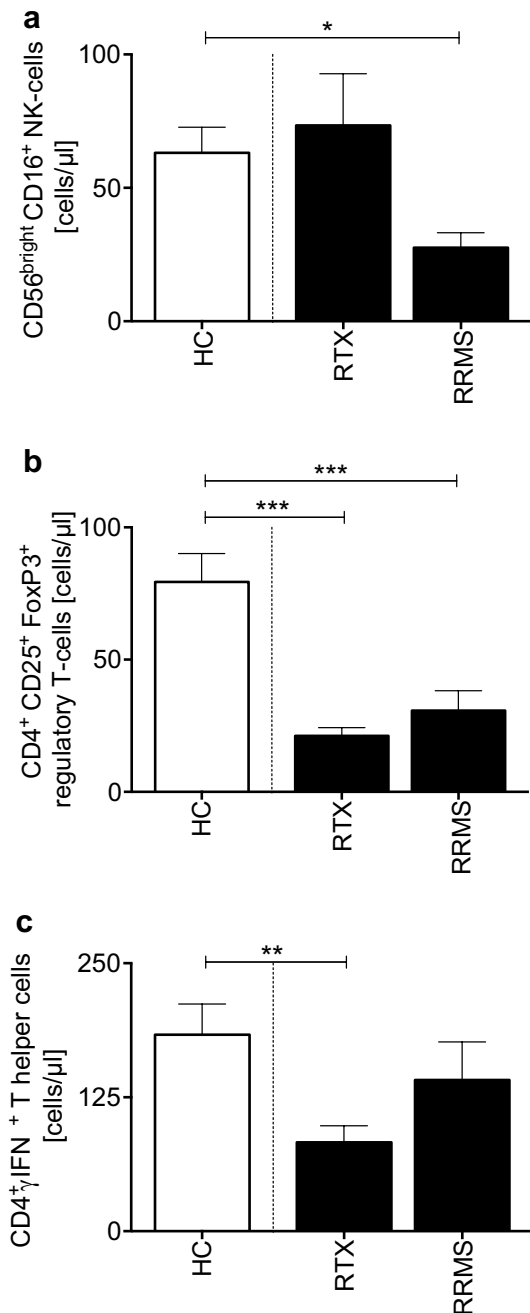 a
*
CD56bright CD16+ NK-cells
[cells/µl]
100
50
0
HC
RTX
RRMS
b
***
***
CD4+ CD25+ FoxP3+
regulatory T-cells [cells/µl]
100
50
0
HC
RTX
RRMS
c
**
CD4+γIFN + T helper cells
[cells/µl]
250
125
0
HC
RTX
RRMS